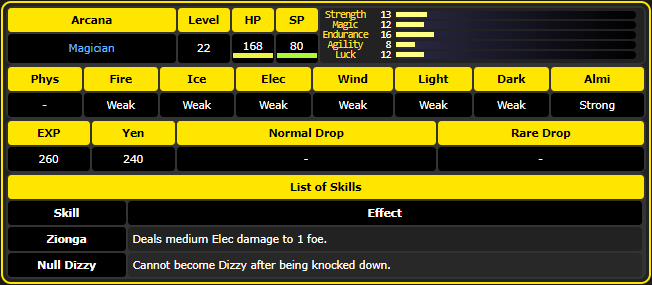 Arcana Level HP SP
Magician 22 168 80
Strength 13
Magic 12
Endurance 16
Agility 8
Luck 12
Phys Fire Ice Elec Wind Light Dark Almi
- Weak Weak Weak Weak Weak Weak Strong
EXP Yen Normal Drop Rare Drop
260 240 - -
List of Skills
Skill Effect
Zionga Deals medium Elec damage to 1 foe.
Null Dizzy Cannot become Dizzy after being knocked down.